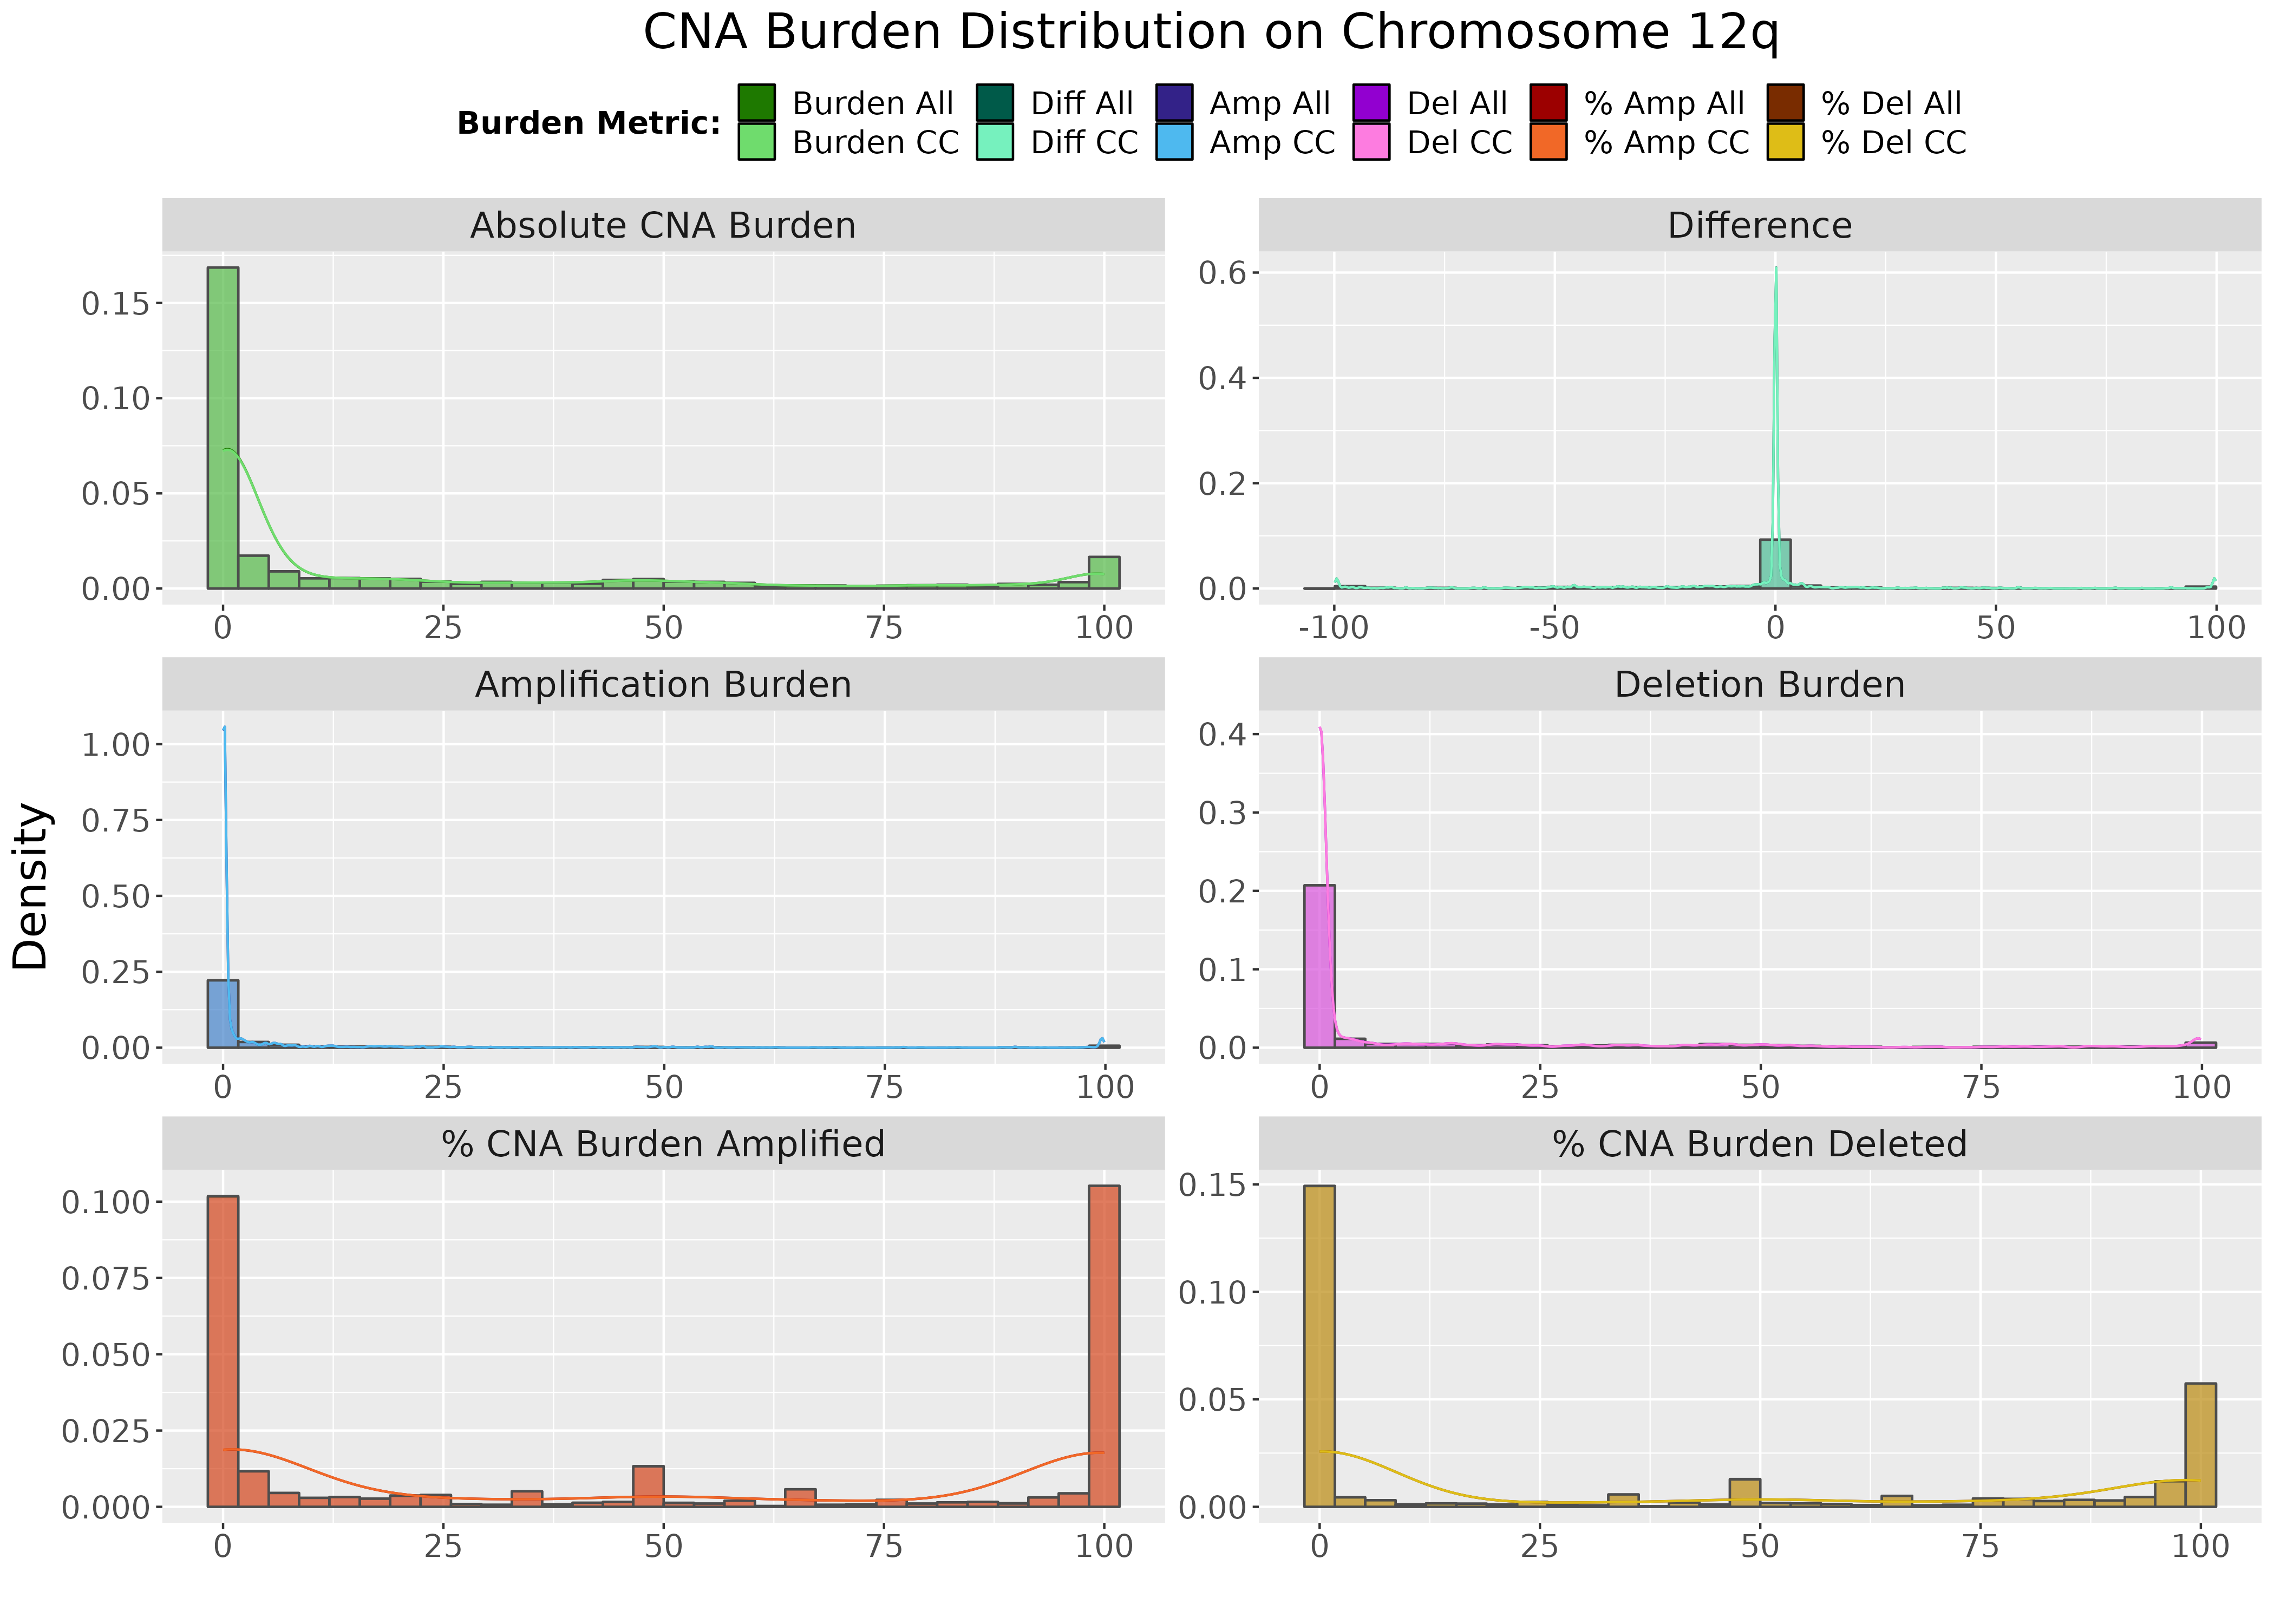 CNA Burden Distribution on Chromosome 12q
Burden Metric:
Burden All Diff All Amp All Del All % Amp All % Del All
Burden CC Diff CC Amp CC Del CC % Amp CC % Del CC
Absolute CNA Burden
0.15
0.10
0.05
0.00
0 25 50 75 100
Difference
0.6
0.4
0.2
0.0
-100 -50 0 50 100
Density
Amplification Burden
1.00
0.75
0.50
0.25
0.00
0 25 50 75 100
Deletion Burden
0.4
0.3
0.2
0.1
0.0
0 25 50 75 100
% CNA Burden Amplified
0.100
0.075
0.050
0.025
0.000
0 25 50 75 100
% CNA Burden Deleted
0.15
0.10
0.05
0.00
0 25 50 75 100